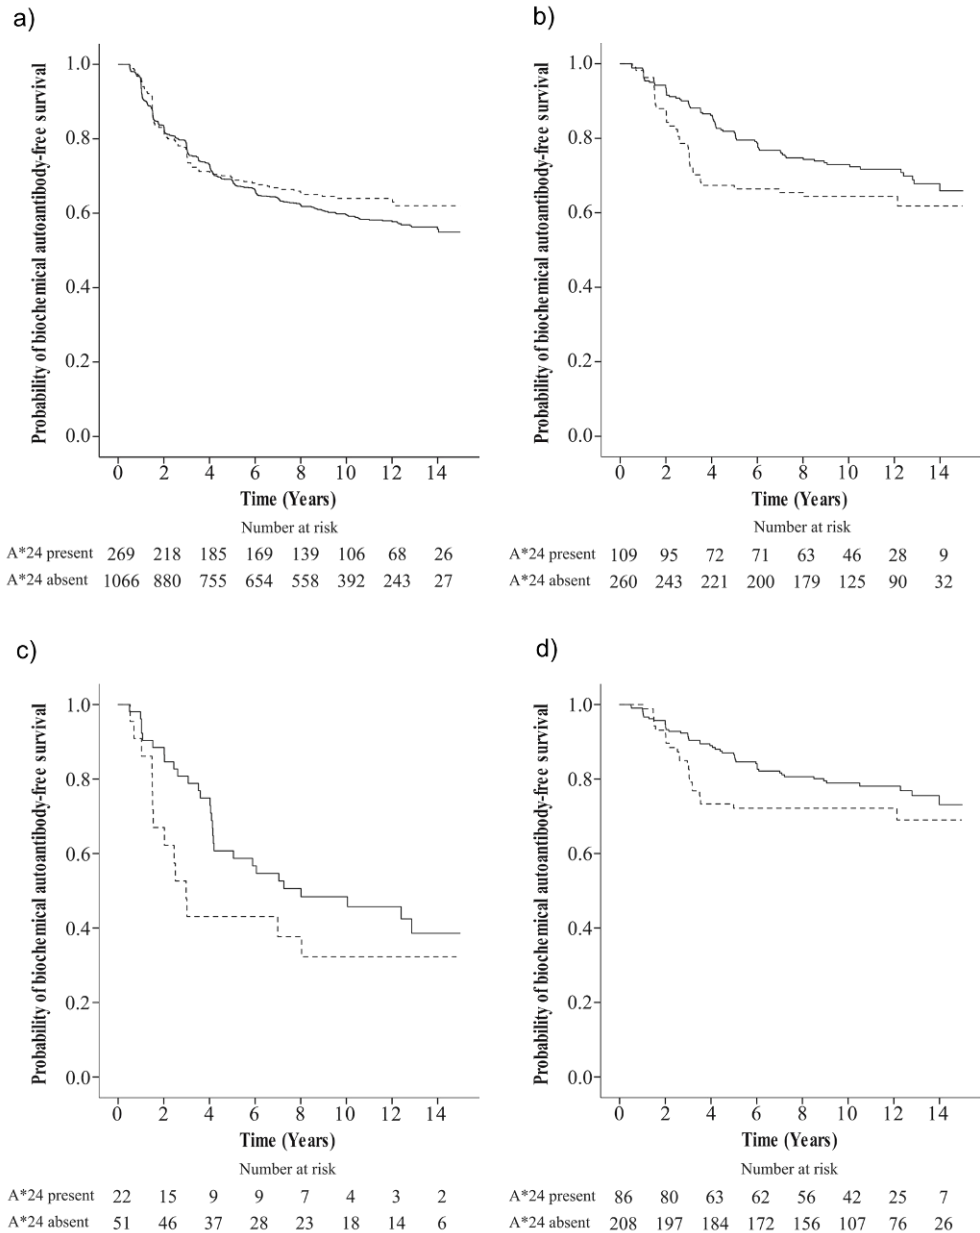 a)
Probability of biochemical autoantibody-free survival
1.0
0.8
0.6
0.4
0.2
0.0
0 2 4 6 8 10 12 14
Time (Years)
Number at risk
A*24 present 269 218 185 169 139 106 68 26
A*24 absent 1066 880 755 654 558 392 243 27
b)
Probability of biochemical autoantibody-free survival
1.0
0.8
0.6
0.4
0.2
0.0
0 2 4 6 8 10 12 14
Time (Years)
Number at risk
A*24 present 109 95 72 71 63 46 28 9
A*24 absent 260 243 221 200 179 125 90 32
c)
Probability of biochemical autoantibody-free survival
1.0
0.8
0.6
0.4
0.2
0.0
0 2 4 6 8 10 12 14
Time (Years)
Number at risk
A*24 present 22 15 9 9 7 4 3 2
A*24 absent 51 46 37 28 23 18 14 6
d)
Probability of biochemical autoantibody-free survival
1.0
0.8
0.6
0.4
0.2
0.0
0 2 4 6 8 10 12 14
Time (Years)
Number at risk
A*24 present 86 80 63 62 56 42 25 7
A*24 absent 208 197 184 172 156 107 76 26